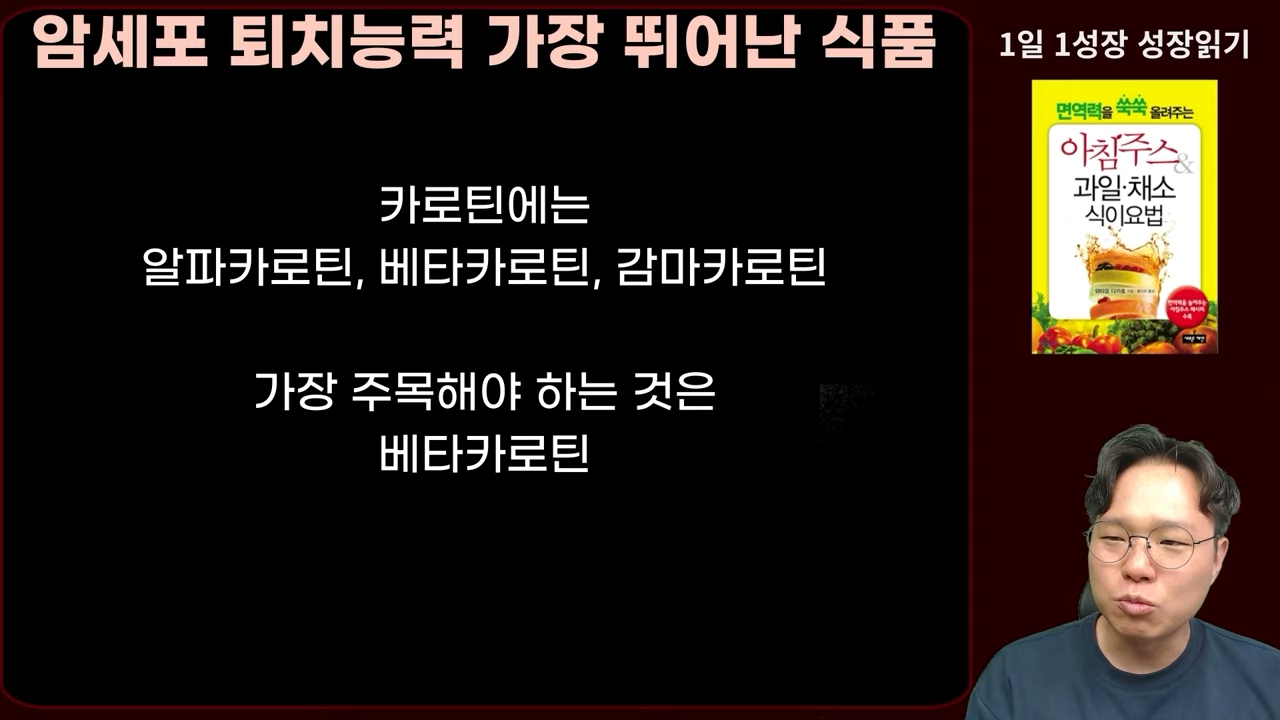 암세포 퇴치능력 가장 뛰어난 식품
카로틴에는
알파카로틴, 베타카로틴, 감마카로틴
가장 주목해야 하는 것은
베타카로틴
1일 1성장 성장읽기
면역력을 쑥쑥 올려주는
아침주스&
과일·채소
식이요법